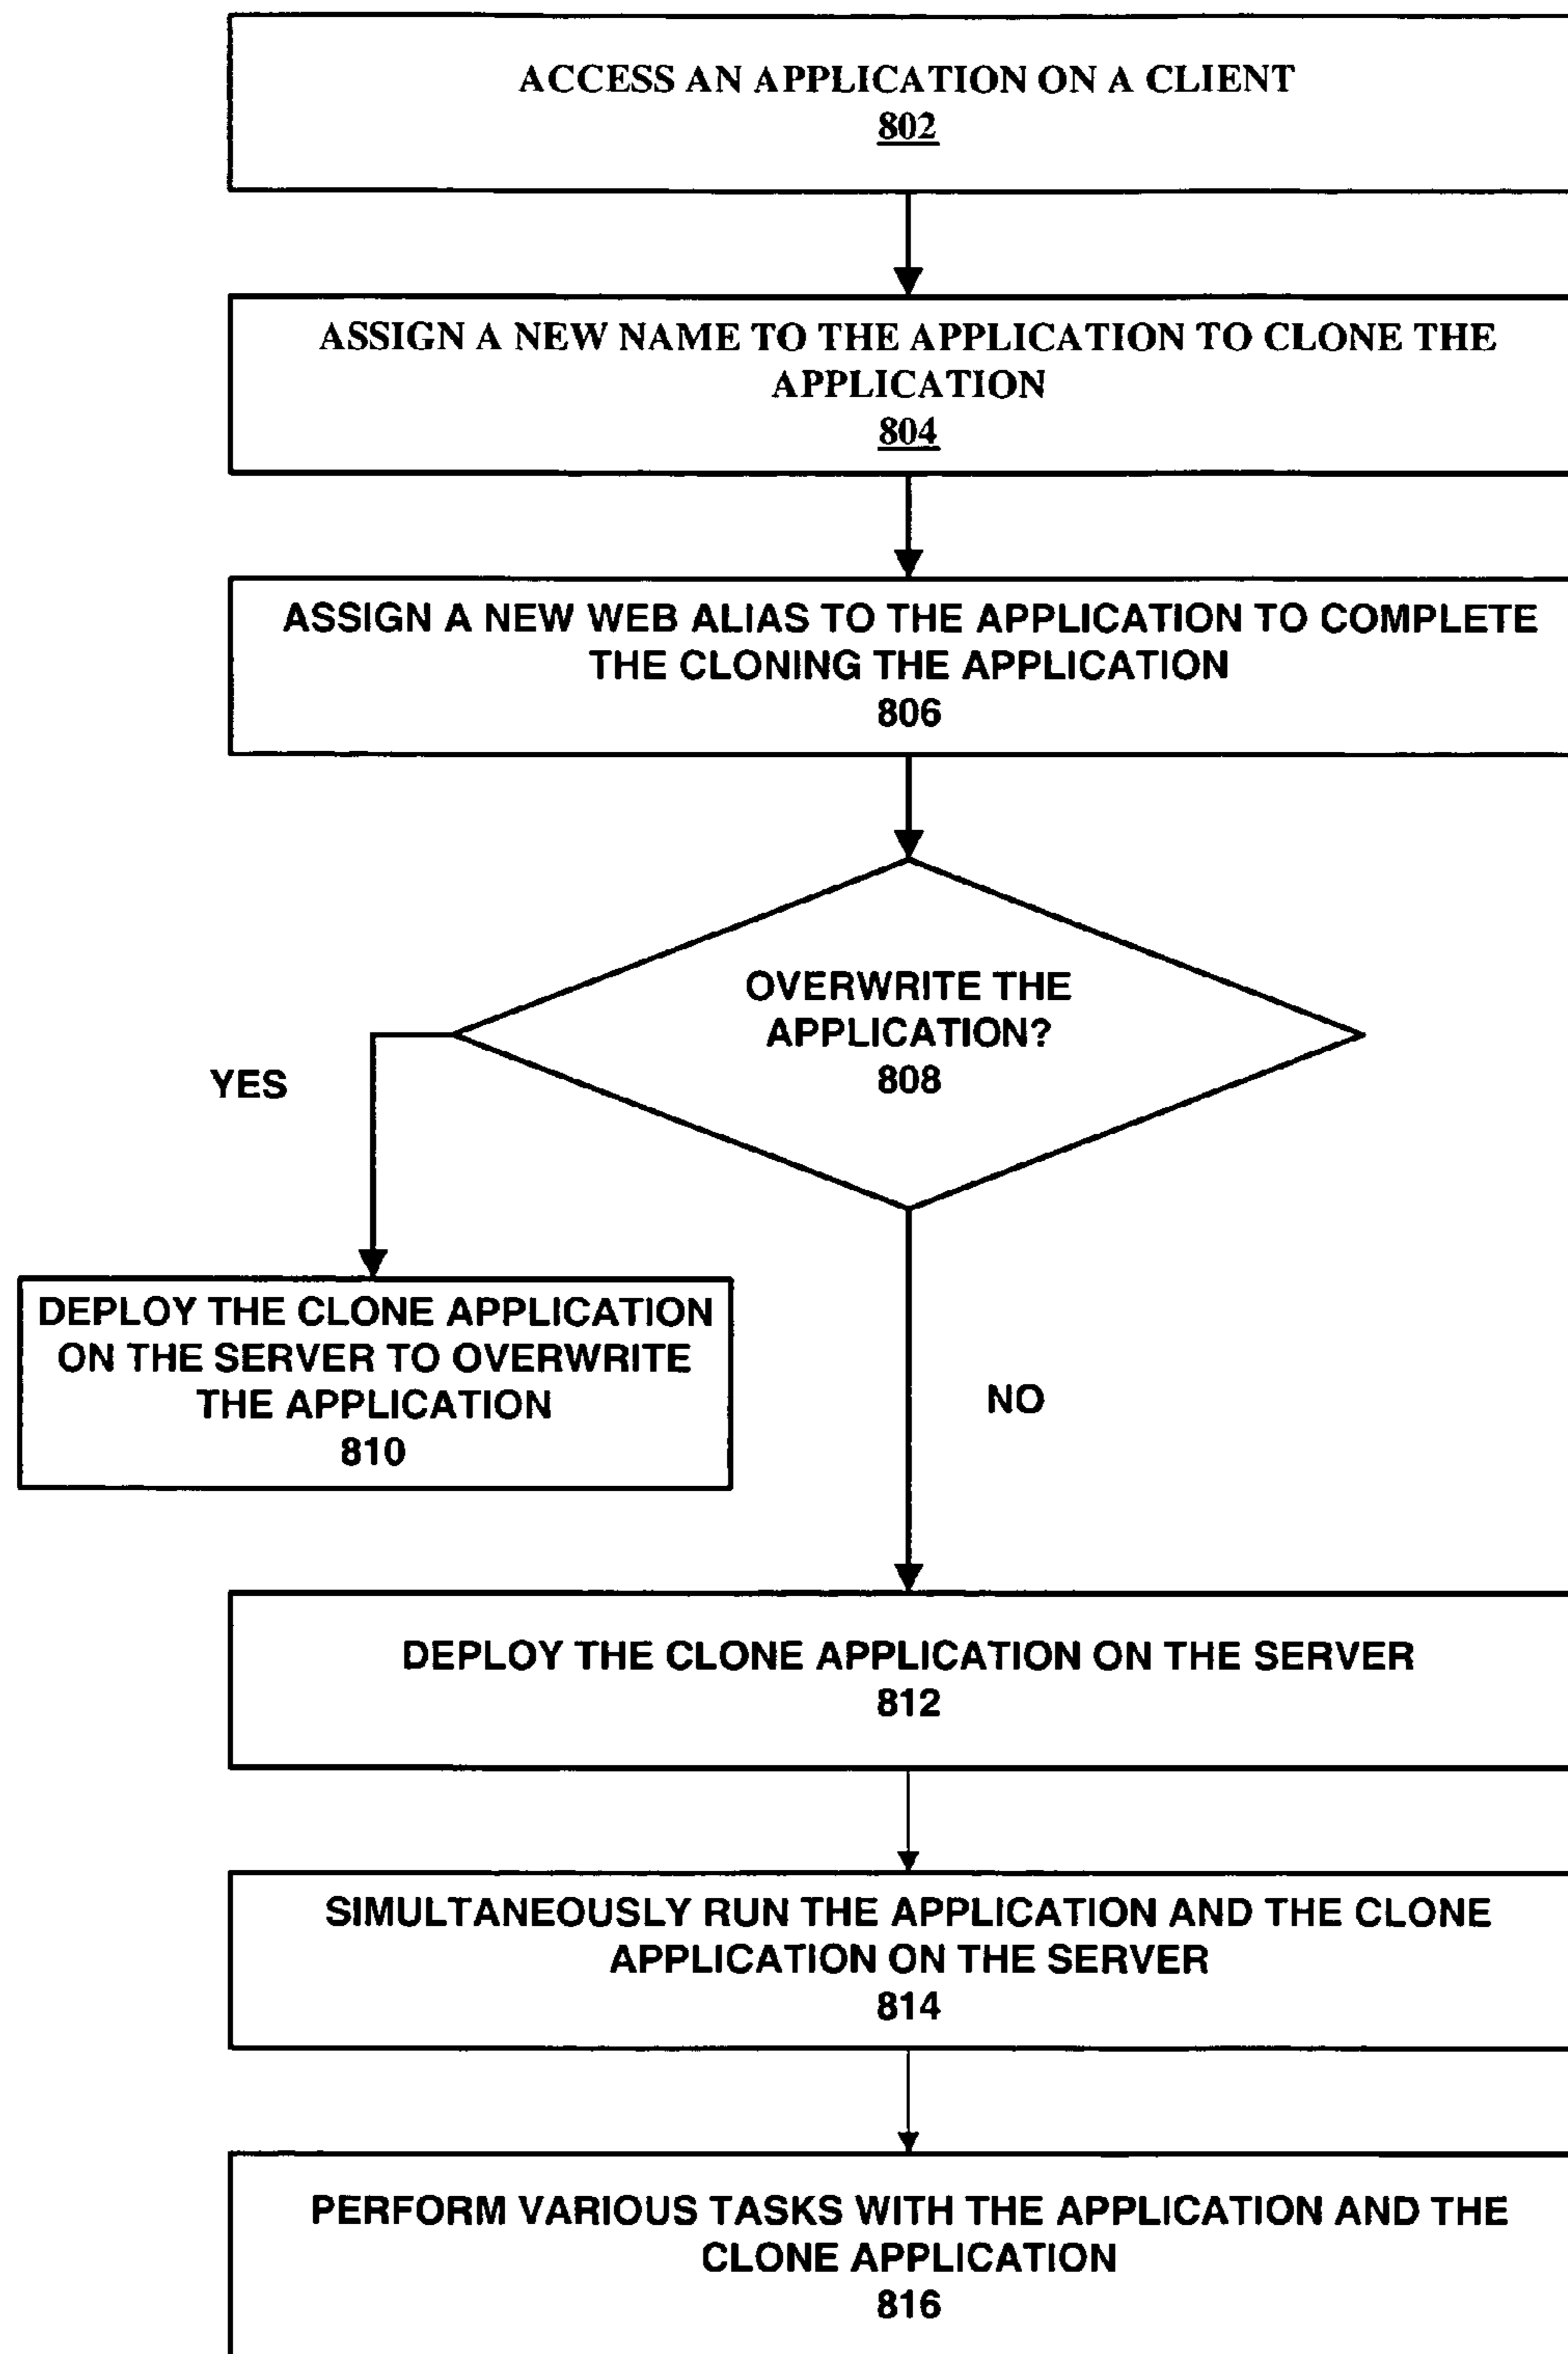 ACCESS AN APPLICATION ON A CLIENT
802
ASSIGN A NEW NAME TO THE APPLICATION TO CLONE THE
APPLICATION
804
ASSIGN A NEW WEB ALIAS TO THE APPLICATION TO COMPLETE
THE CLONING THE APPLICATION
806
OVERWRITE THE
APPLICATION?
808
YES
DEPLOY THE CLONE APPLICATION
ON THE SERVER TO OVERWRITE
THE APPLICATION
810
NO
DEPLOY THE CLONE APPLICATION ON THE SERVER
812
SIMULTANEOUSLY RUN THE APPLICATION AND THE CLONE
APPLICATION ON THE SERVER
814
PERFORM VARIOUS TASKS WITH THE APPLICATION AND THE
CLONE APPLICATION
816